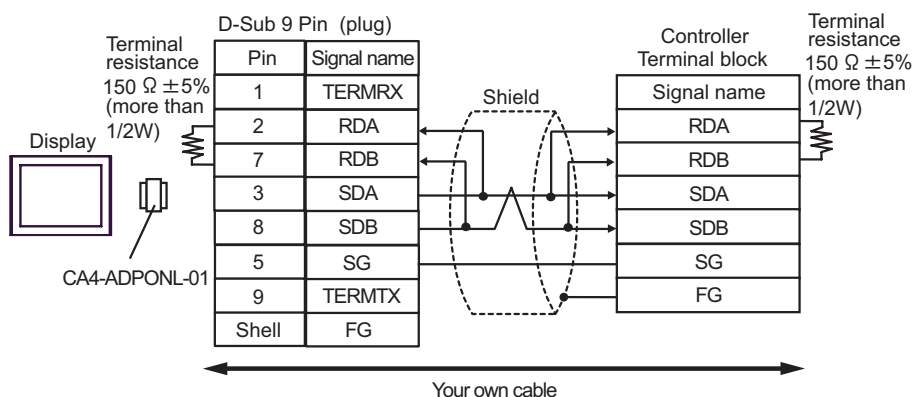 D-Sub 9 Pin (plug)
Terminal
resistance
150 Ω ±5%
(more than
1/2W)
Pin Signal name
1 TERMRX
2 RDA
7 RDB
3 SDA
8 SDB
5 SG
9 TERMTX
Shell FG
Display
CA4-ADPONL-01
Shield
Controller
Terminal block
Signal name
RDA
RDB
SDA
SDB
SG
FG
Terminal
resistance
150 Ω ±5%
(more than
1/2W)
Your own cable